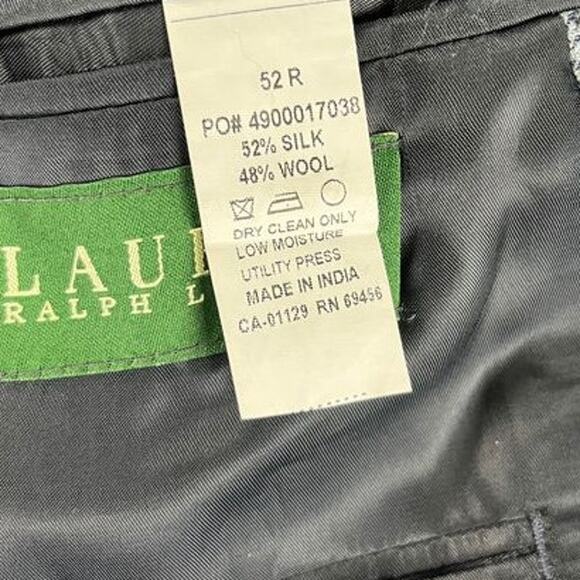 52 R
PO# 4900017038
52% SILK
48% WOOL
DRY CLEAN ONLY
LOW MOISTURE
UTILITY PRESS
MADE IN INDIA
CA-01129 RN 69456
LAU
RALPH L